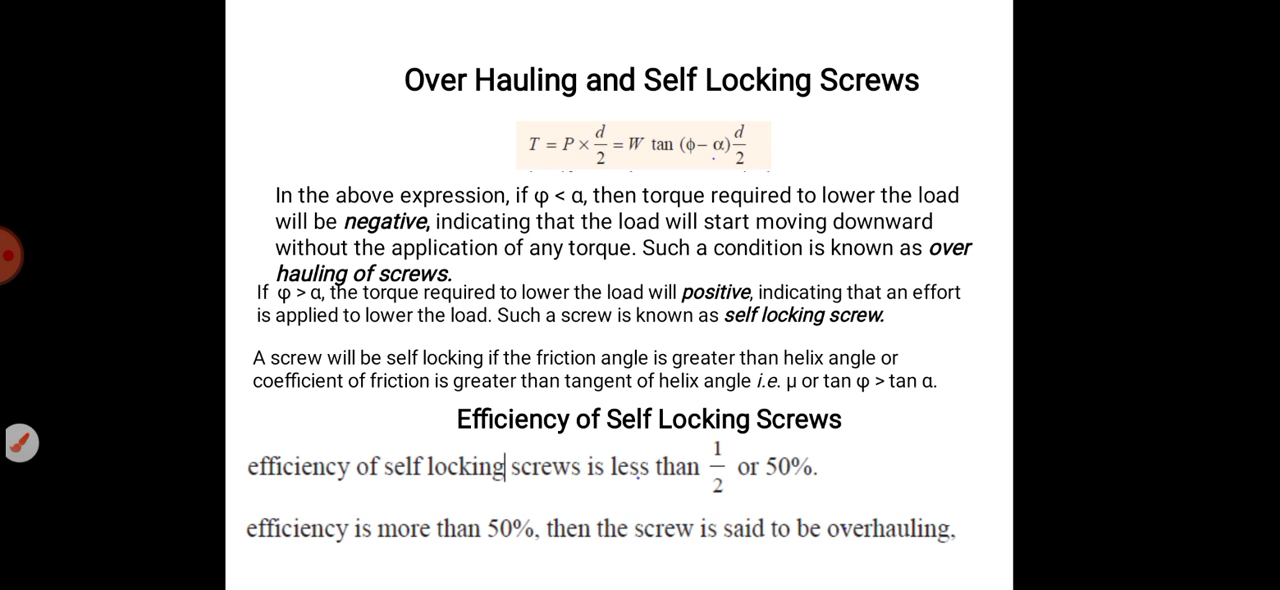 Over Hauling and Self Locking Screws
T = P × d/2 = W tan (ϕ– α) d/2
In the above expression, if φ < α, then torque required to lower the load
will be negative, indicating that the load will start moving downward
without the application of any torque. Such a condition is known as over
hauling of screws.
If φ > α, the torque required to lower the load will positive, indicating that an effort
is applied to lower the load. Such a screw is known as self locking screw.
A screw will be self locking if the friction angle is greater than helix angle or
coefficient of friction is greater than tangent of helix angle i.e. μ or tan φ > tan α.
Efficiency of Self Locking Screws
efficiency of self locking screws is less than 1/2 or 50%.
efficiency is more than 50%, then the screw is said to be overhauling,